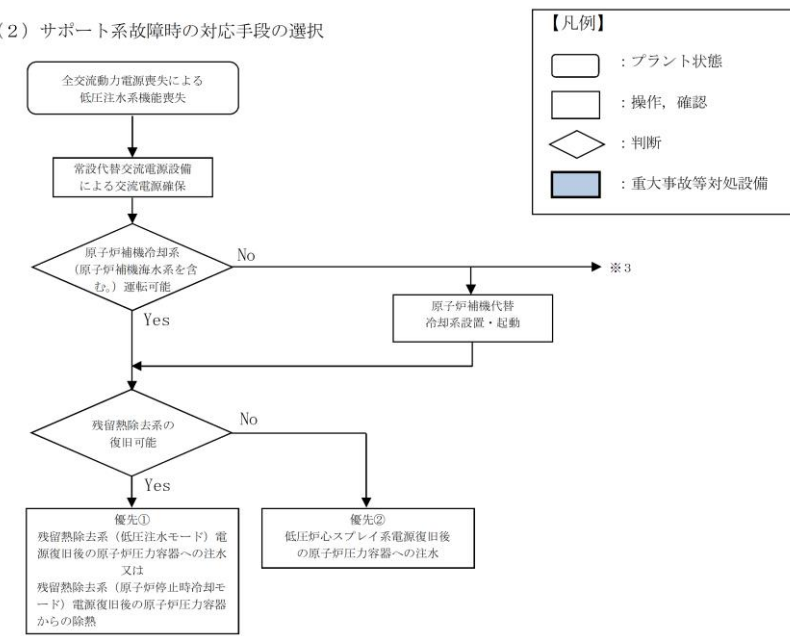 (2) サポート系故障時の対応手段の選択
【凡例】
：プラント状態
：操作，確認
：判断
：重大事故等対処設備
全交流動力電源喪失による
低圧注水系機能喪失
常設代替交流電源設備
による交流電源確保
原子炉補機冷却系
（原子炉補機海水系を含
む。）運転可能
No
※3
Yes
原子炉補機代替
冷却系設置・起動
残留熱除去系の
復旧可能
No
Yes
優先①
残留熱除去系（低圧注水モード）電
源復旧後の原子炉圧力容器への注水
又は
残留熱除去系（原子炉停止時冷却モ
ード）電源復旧後の原子炉圧力容器
からの除熱
優先②
低圧炉心スプレイ系電源復旧後
の原子炉圧力容器への注水